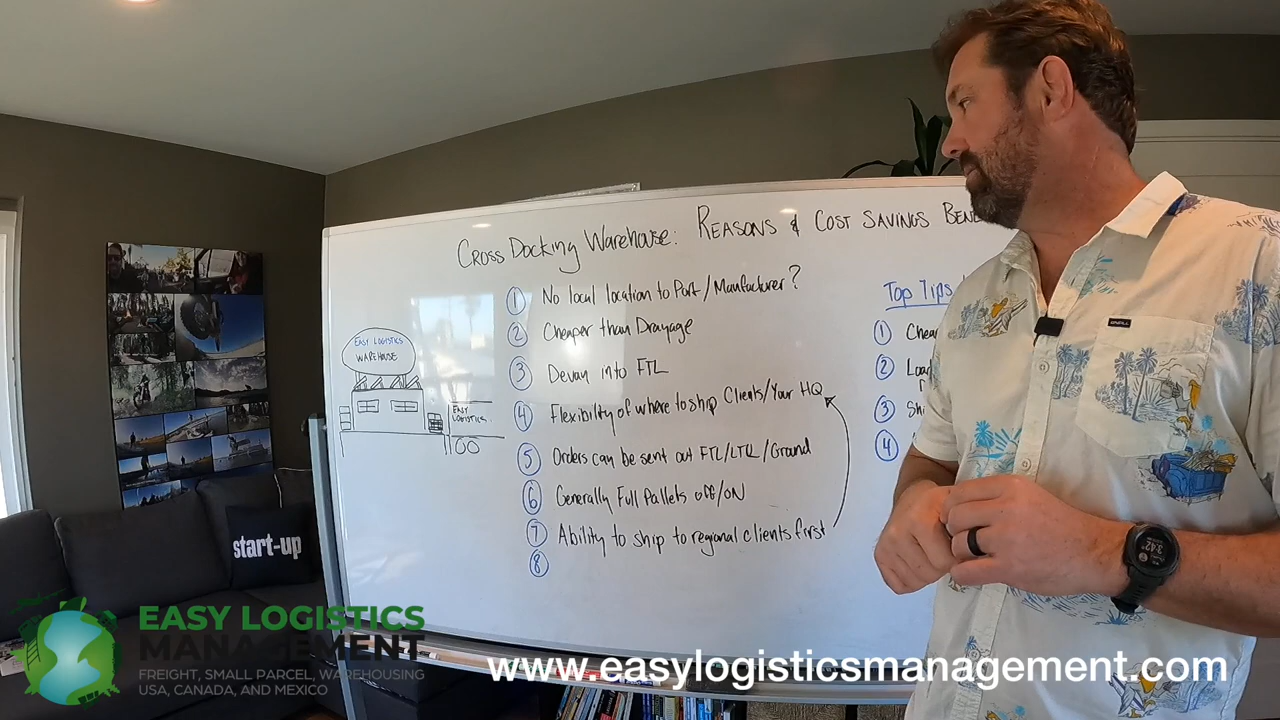 CROSS DOCKING WAREHOUSE: REASONS & COST SAVINGS
① No local location to Port/Manfacturer?
② Cheaper than Drayage
③ Devan into FTL
④ Flexibility of where to ship Clients/Your HQ
⑤ Orders can be sent out FTL/LTL/Ground
⑥ Generally Full Pallets off/on
⑦ Ability to ship to regional clients first
⑧
EASY LOGISTICS
WAREHOUSE
EASY
LOGISTICS
Top Tips
①
②
③
④
start-up
O'NEILL
3:42
EASY LOGISTICS
MANAGEMENT
FREIGHT, SMALL PARCEL, WAREHOUSING
USA, CANADA, AND MEXICO
www.easylogisticsmanagement.com